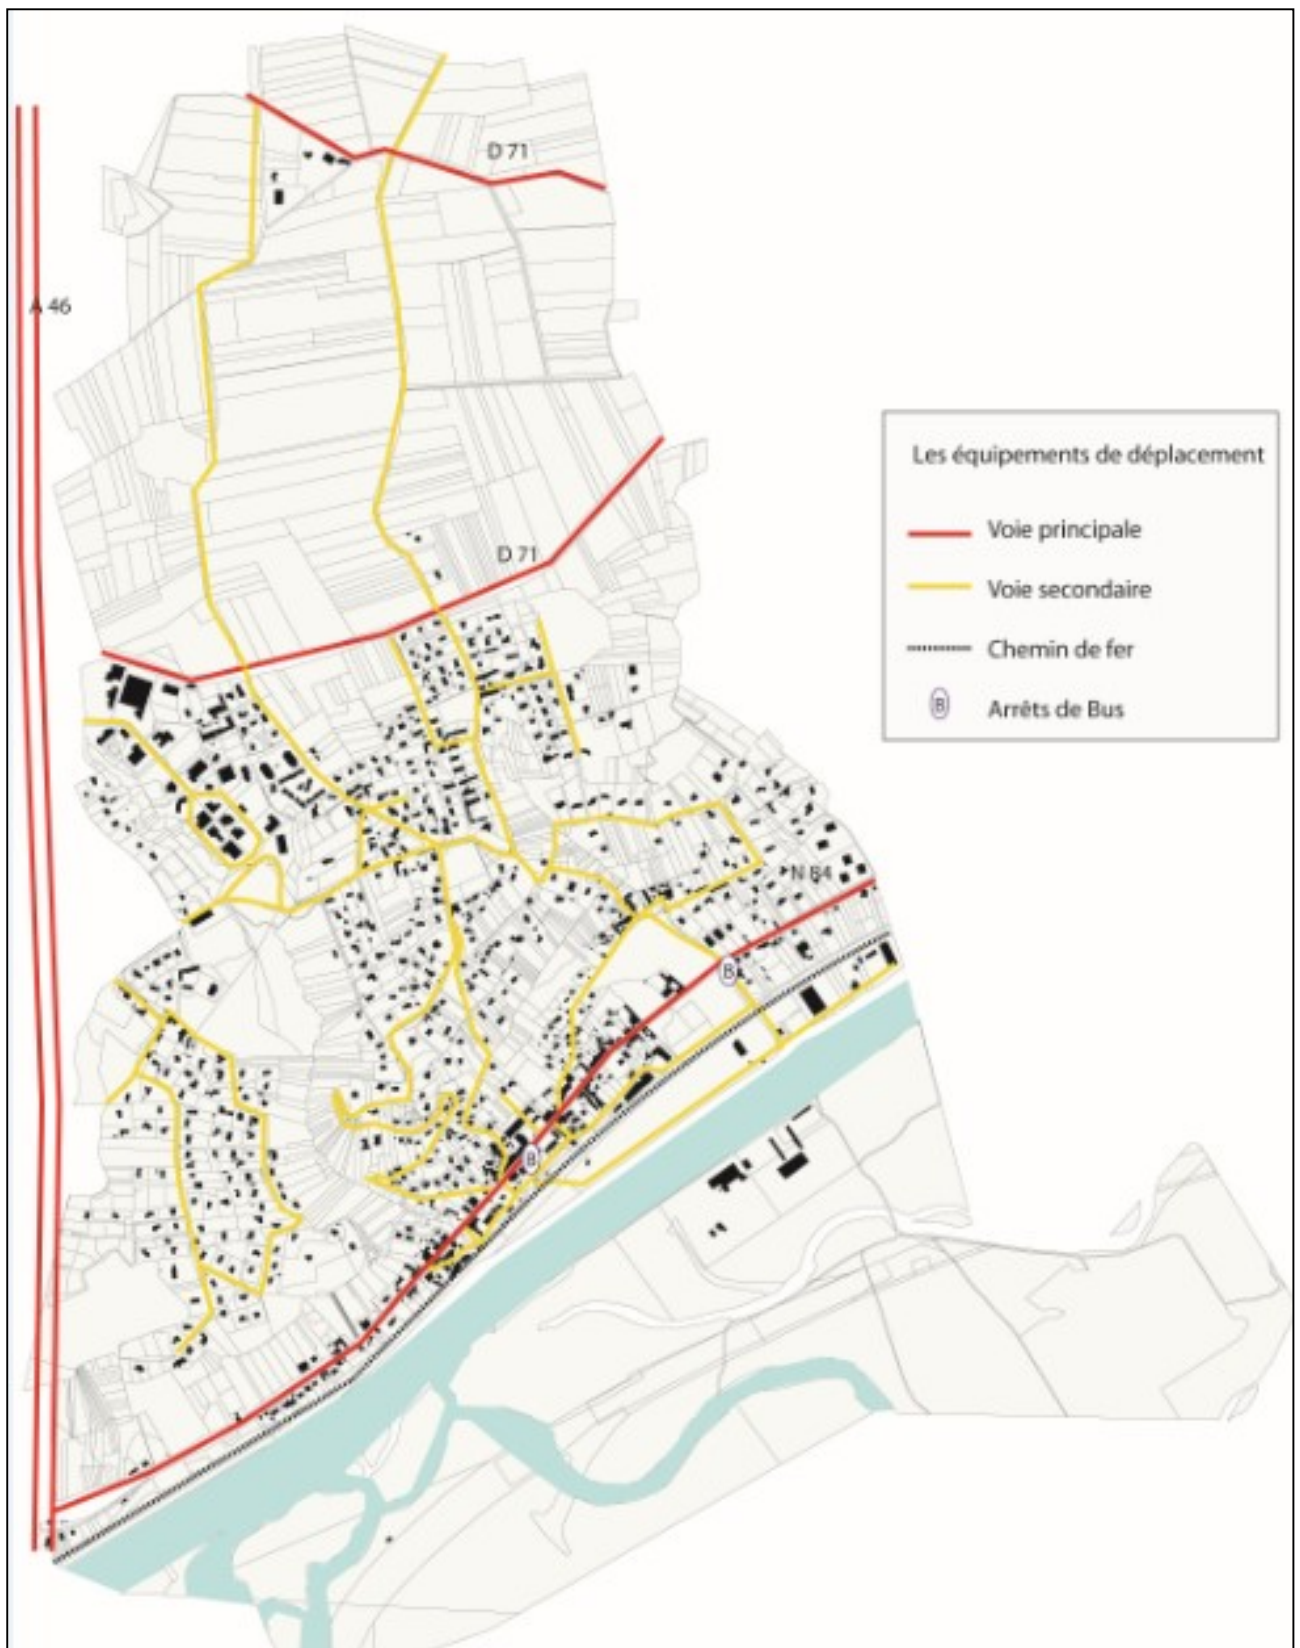 D 71
A 46
Les équipements de déplacement
Voie principale
D 71
Voie secondaire
Chemin de fer
B Arrêts de Bus
N 84
B
B